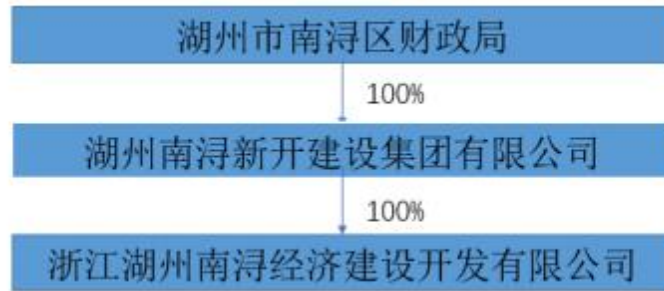 湖州市南浔区财政局
100%
湖州南浔新开建设集团有限公司
100%
浙江湖州南浔经济建设开发有限公司